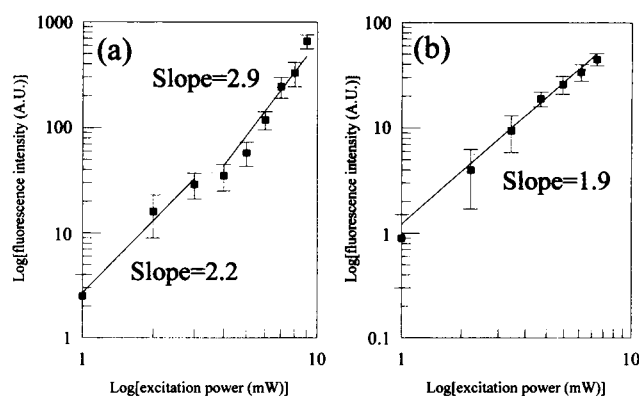 (a)
1000
100
10
1
Slope=2.9
Slope=2.2
Log[fluorescence intensity (A.U.)]
1
10
Log[excitation power (mW)]
(b)
100
10
1
0.1
Slope=1.9
Log[fluorescence intensity (A.U.)]
1
10
Log[excitation power (mW)]